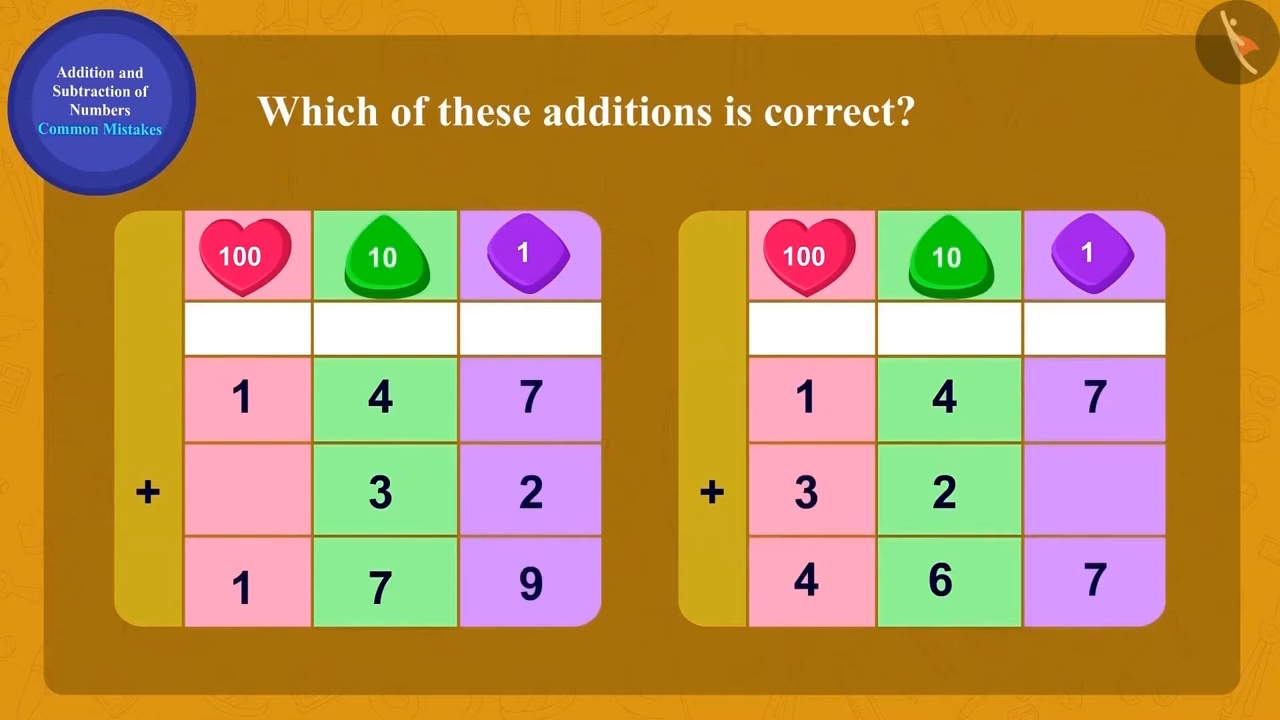 Addition and
Subtraction of
Numbers
Common Mistakes
Which of these additions is correct?
100 10 1
1 4 7
+ 3 2
1 7 9
100 10 1
1 4 7
+ 3 2
4 6 7